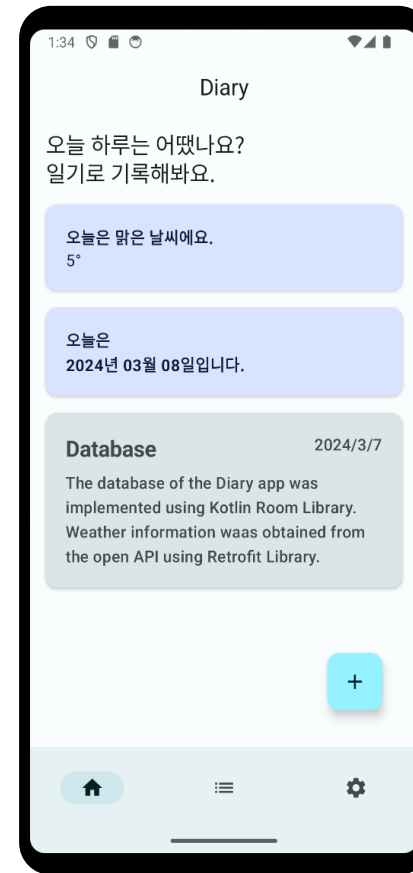 1:34
Diary
오늘 하루는 어땠나요?
일기로 기록해봐요.
오늘은 맑은 날씨에요.
5°
오늘은
2024년 03월 08일입니다.
Database 2024/3/7
The database of the Diary app was
implemented using Kotlin Room Library.
Weather information waas obtained from
the open API using Retrofit Library.
+